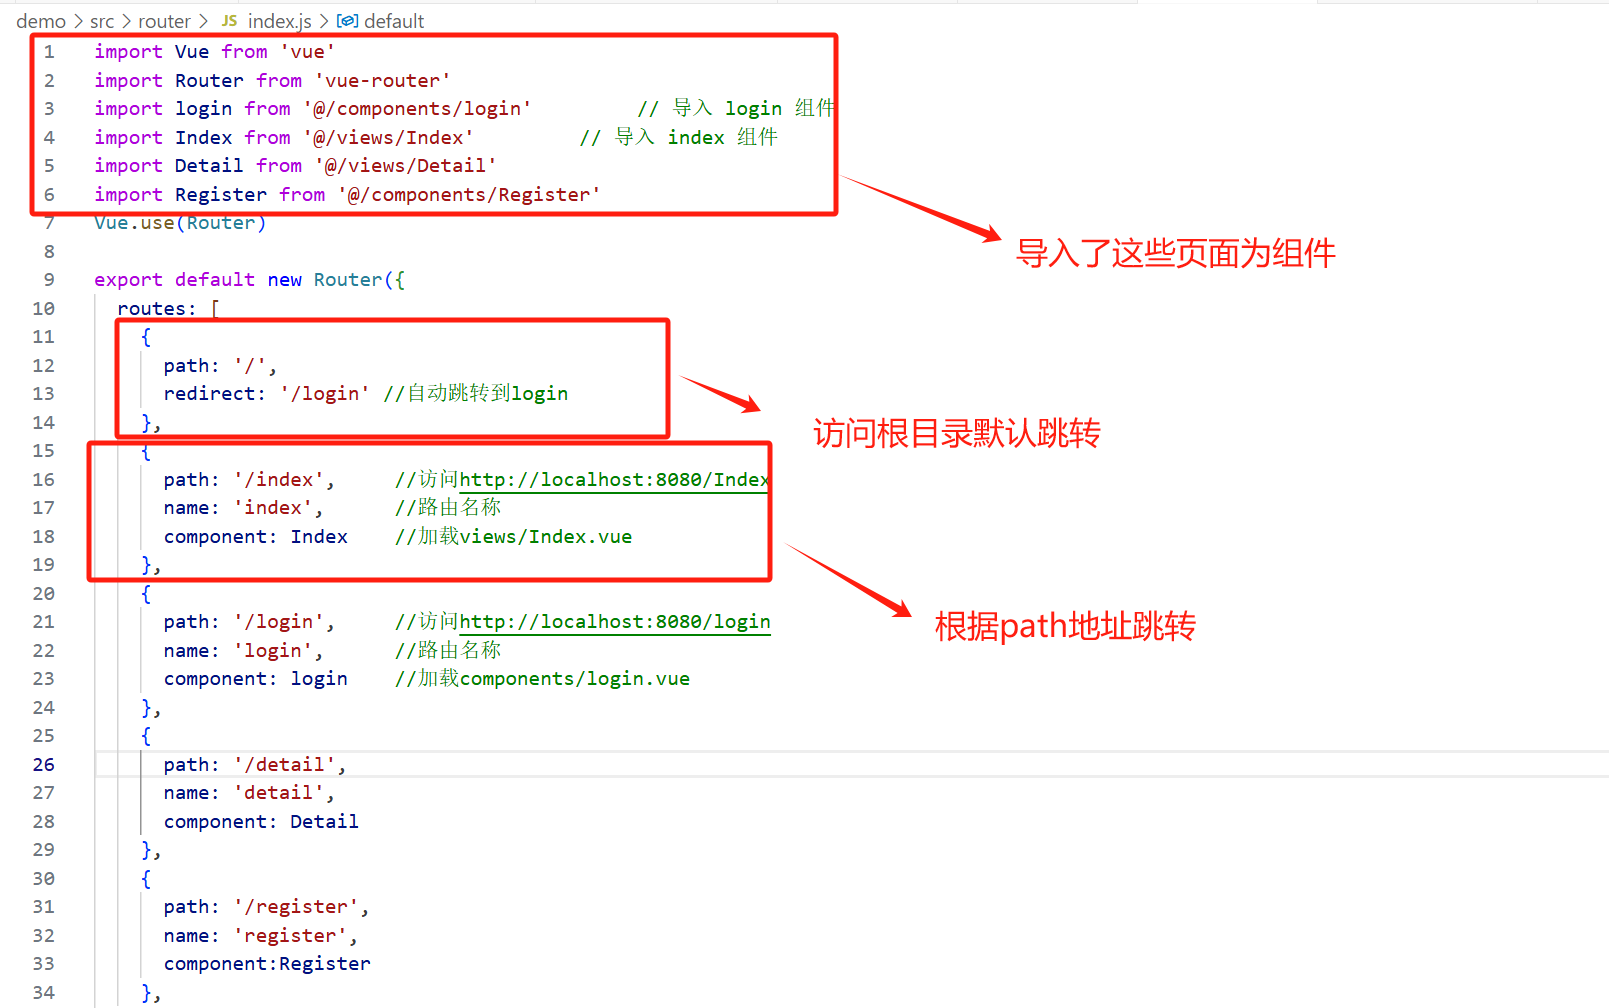 demo > src > router > JS index.js > default
1 import Vue from 'vue'
2 import Router from 'vue-router'
3 import login from '@/components/login' // 导入 login 组件
4 import Index from '@/views/Index' // 导入 index 组件
5 import Detail from '@/views/Detail'
6 import Register from '@/components/Register'
7 Vue.use(Router)
导入了这些页面为组件
8
9 export default new Router({
10 routes: [
11 {
12 path: '/',
13 redirect: '/login' //自动跳转到login
14 },
访问根目录默认跳转
15 {
16 path: '/index', //访问http://localhost:8080/Index
17 name: 'index', //路由名称
18 component: Index //加载views/Index.vue
19 },
20 {
21 path: '/login', //访问http://localhost:8080/login
根据path地址跳转
22 name: 'login', //路由名称
23 component: login //加载components/login.vue
24 },
25 {
26 path: '/detail',
27 name: 'detail',
28 component: Detail
29 },
30 {
31 path: '/register',
32 name: 'register',
33 component:Register
34 },